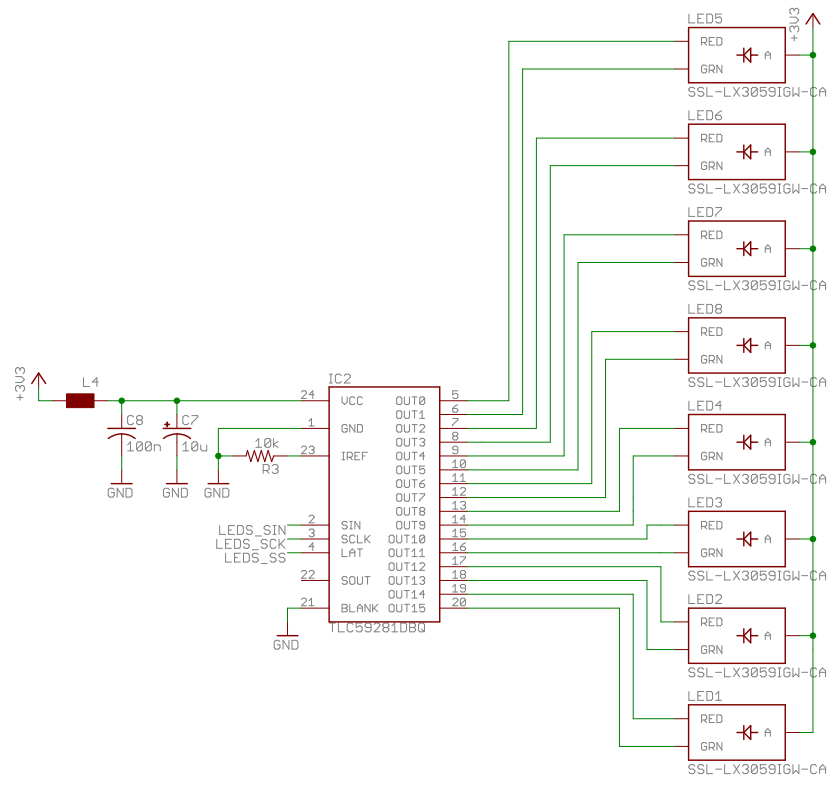 LED5
+3V3
RED
A
GRN
SSL-LX3059IGW-CA
LED6
RED
A
GRN
SSL-LX3059IGW-CA
LED7
RED
A
GRN
SSL-LX3059IGW-CA
LED8
RED
A
GRN
SSL-LX3059IGW-CA
+3V3
L4
C8
100n
C7
10u
GND
GND
GND
10k
R3
LEDS_SIN
LEDS_SCK
LEDS_SS
GND
IC2
24 VCC OUT0 5
OUT1 6
1 GND OUT2 7
OUT3 8
23 IREF OUT4 9
OUT5 10
OUT6 11
OUT7 12
OUT8 13
2 SIN OUT9 14
3 SCLK OUT10 15
4 LAT OUT11 16
OUT12 17
22 SOUT OUT13 18
OUT14 19
21 BLANK OUT15 20
TLC59281DBQ
LED4
RED
A
GRN
SSL-LX3059IGW-CA
LED3
RED
A
GRN
SSL-LX3059IGW-CA
LED2
RED
A
GRN
SSL-LX3059IGW-CA
LED1
RED
A
GRN
SSL-LX3059IGW-CA